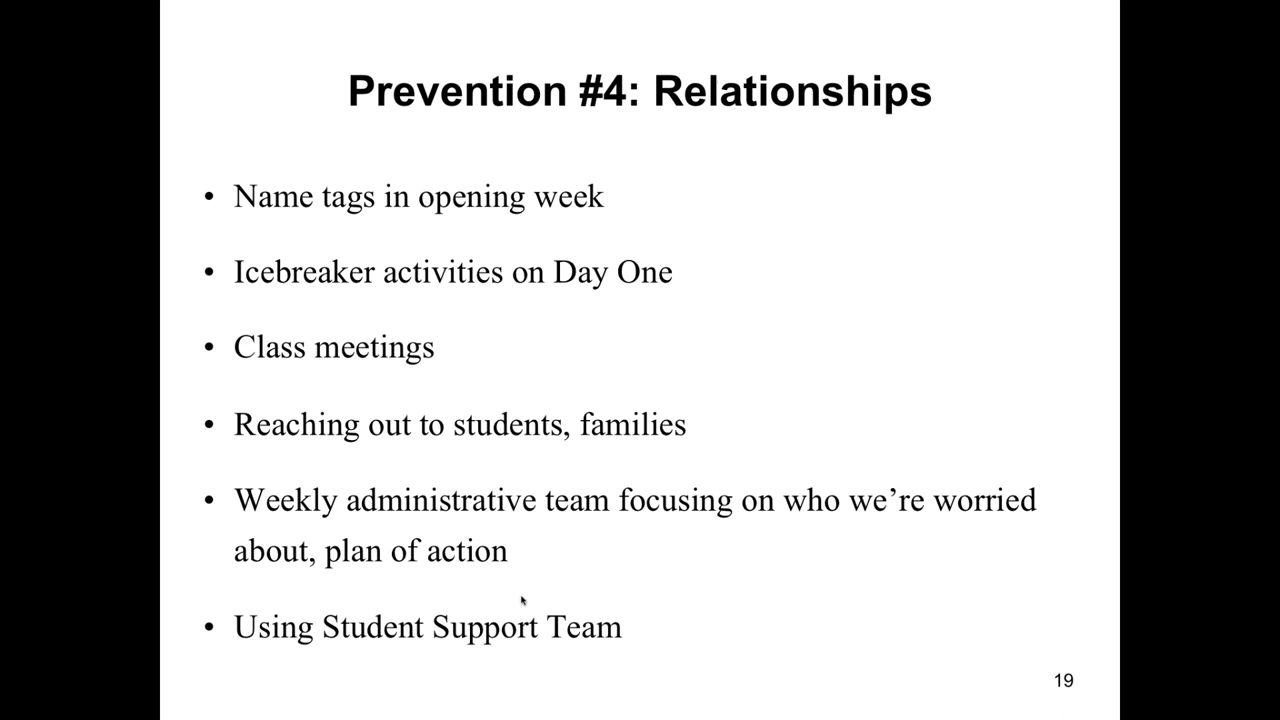 Prevention #4: Relationships
• Name tags in opening week
• Icebreaker activities on Day One
• Class meetings
• Reaching out to students, families
• Weekly administrative team focusing on who we’re worried
about, plan of action
• Using Student Support Team
19